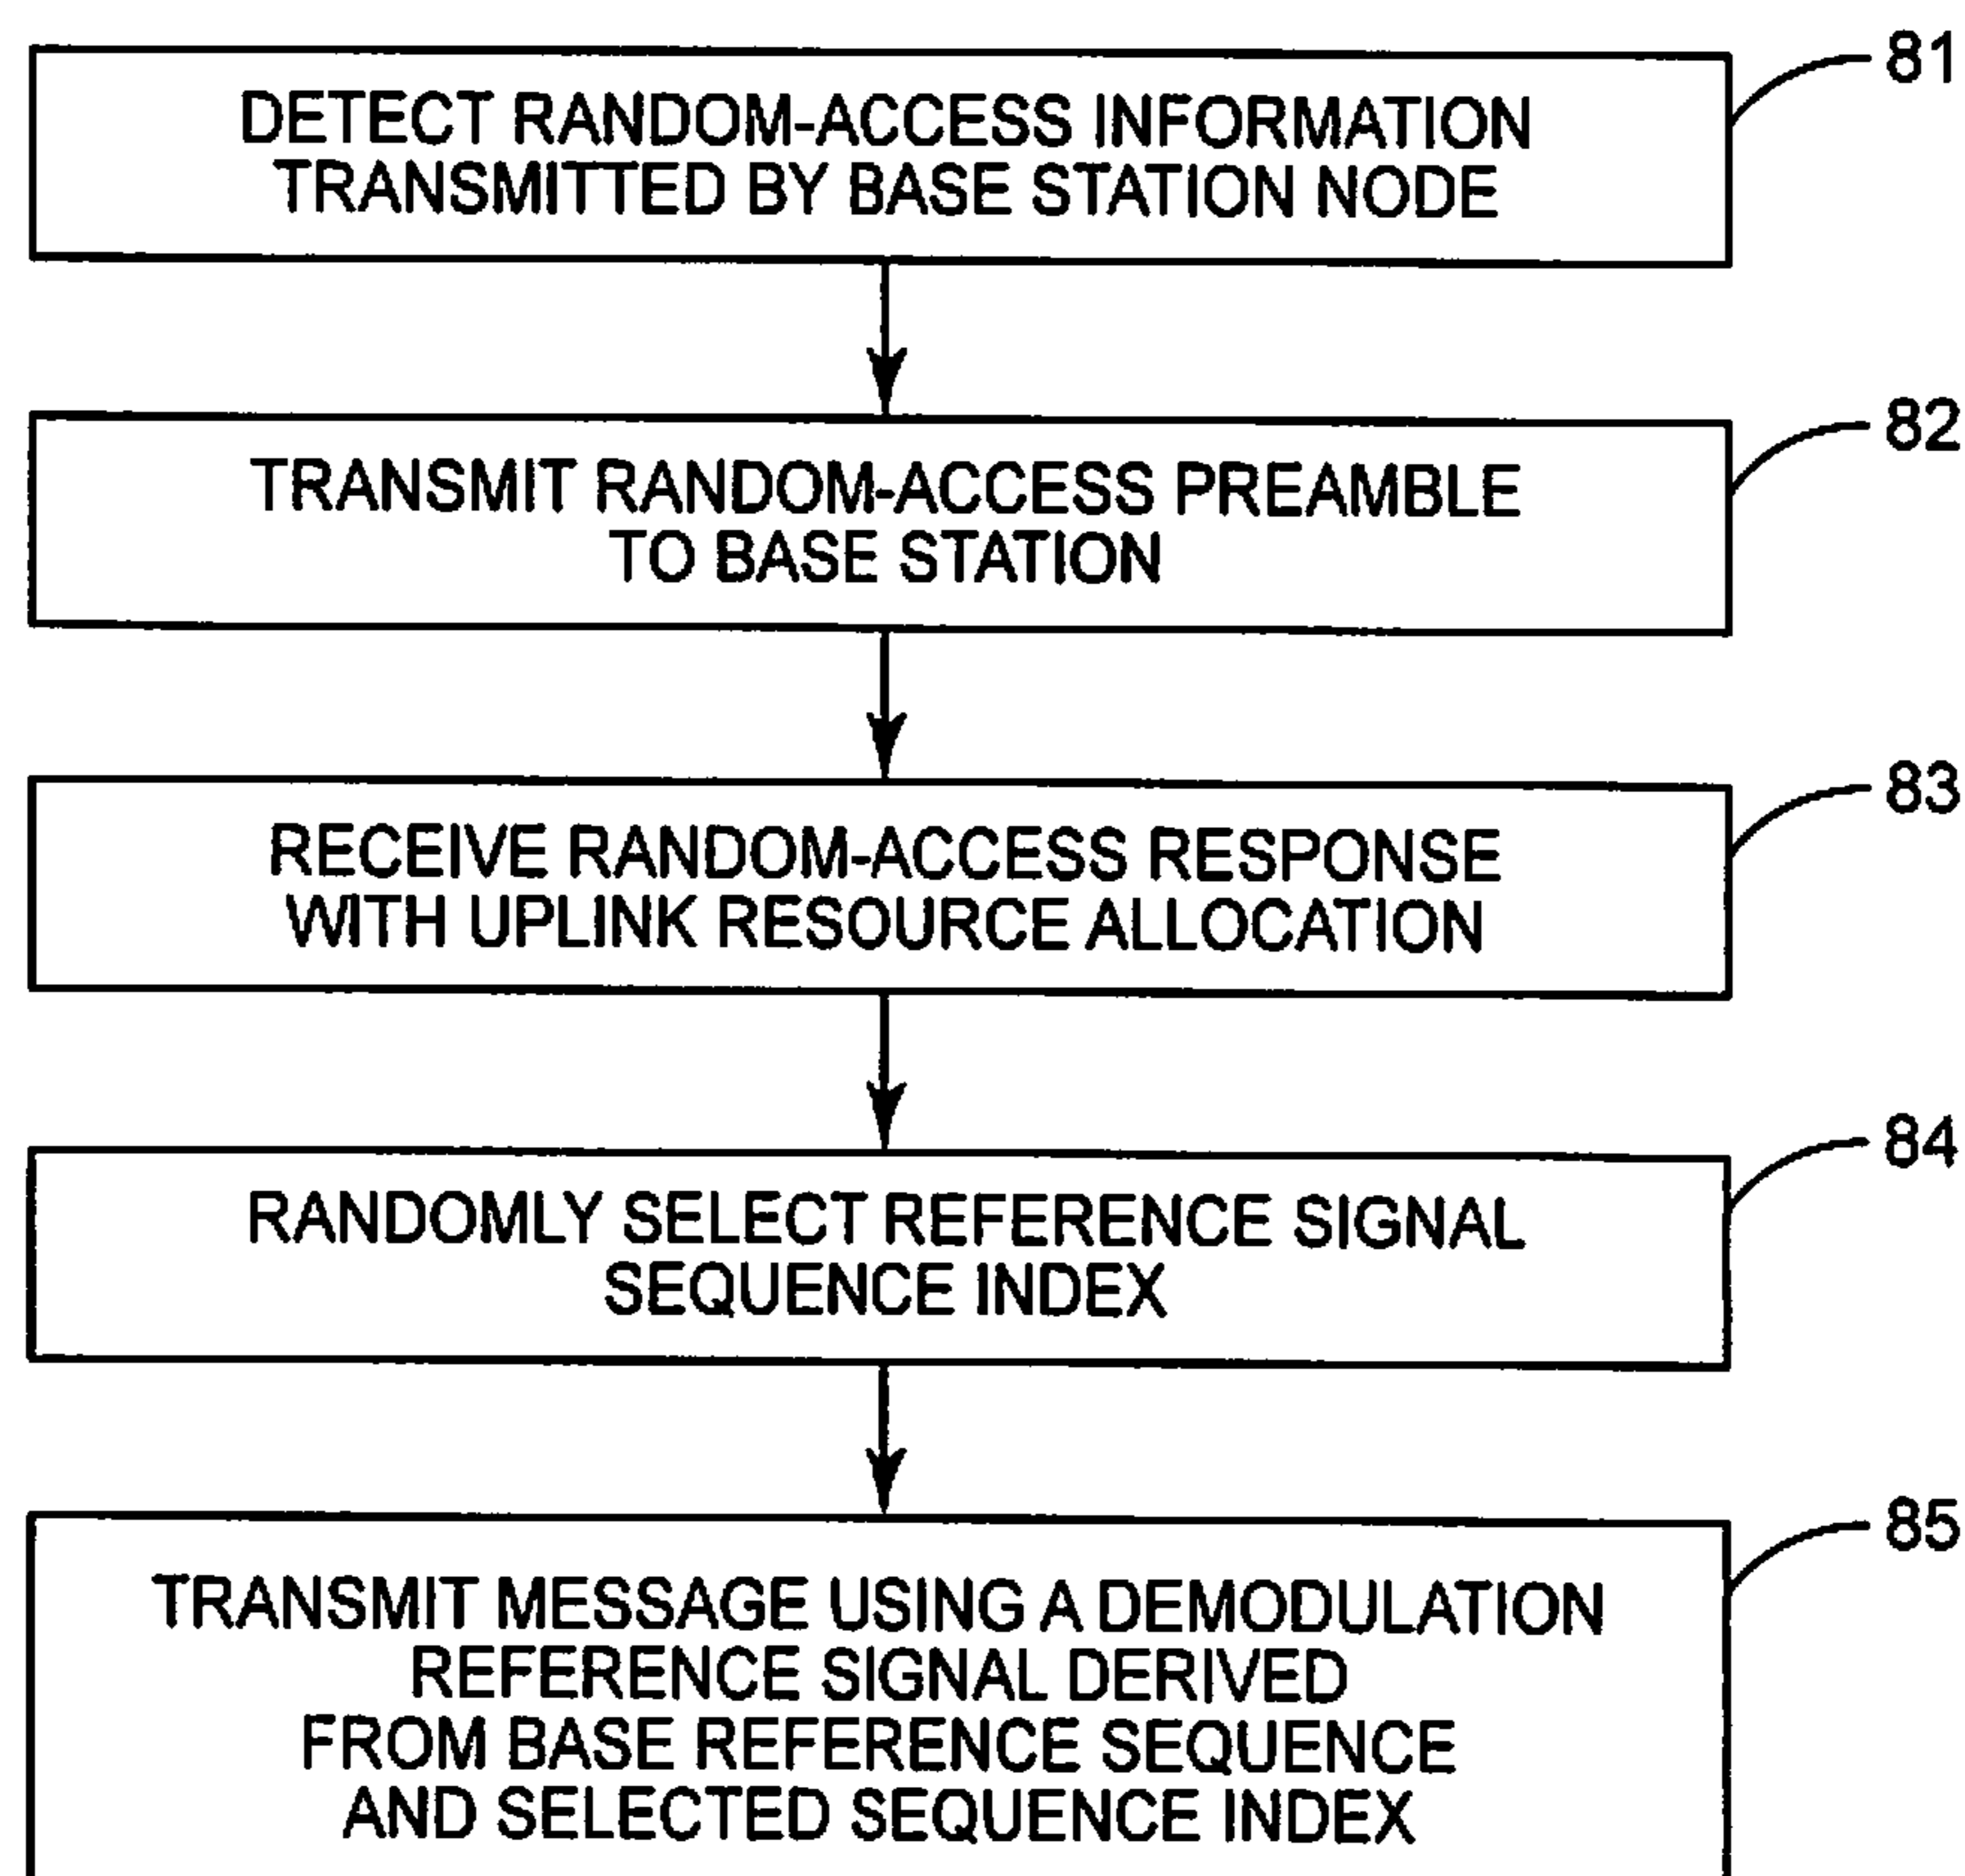 81
DETECT RANDOM-ACCESS INFORMATION
TRANSMITTED BY BASE STATION NODE
82
TRANSMIT RANDOM-ACCESS PREAMBLE
TO BASE STATION
83
RECEIVE RANDOM-ACCESS RESPONSE
WITH UPLINK RESOURCE ALLOCATION
84
RANDOMLY SELECT REFERENCE SIGNAL
SEQUENCE INDEX
85
TRANSMIT MESSAGE USING A DEMODULATION
REFERENCE SIGNAL DERIVED
FROM BASE REFERENCE SEQUENCE
AND SELECTED SEQUENCE INDEX